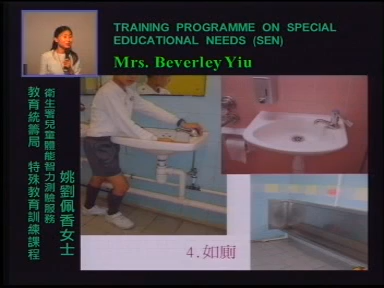 TRAINING PROGRAMME ON SPECIAL
EDUCATIONAL NEEDS (SEN)
Mrs. Beverley Yiu
教育統籌局 特殊教育訓練課程
衛生署兒童體能智力測驗服務
姚劉佩香女士
4.如廁